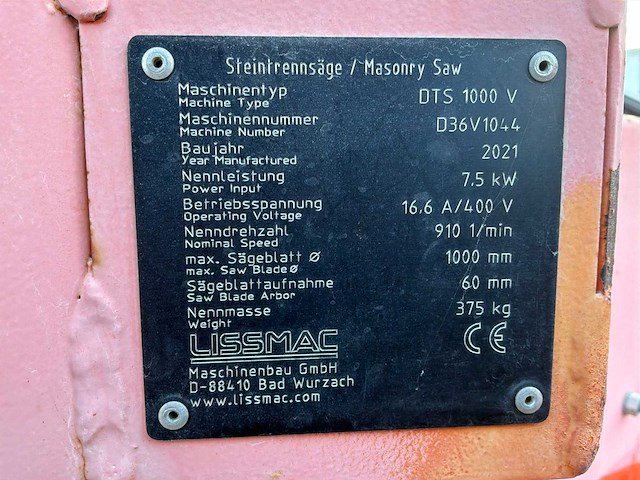 Steintrennsäge / Masonry Saw
Maschinentyp DTS 1000 V
Machine Type
Maschinennummer D36V1044
Machine Number
Baujahr 2021
Year Manufactured
Nennleistung 7.5 kW
Power Input
Betriebsspannung 16.6 A/400 V
Operating Voltage
Nenndrehzahl 910 1/min
Nominal Speed
max. Sägeblatt Ø 1000 mm
max. Saw Blade Ø
Sägeblattaufnahme 60 mm
Saw Blade Arbor
Nennmasse 375 kg
Weight
LISSMAC CE
Maschinenbau GmbH
D-88410 Bad Wurzach
www.lissmac.com